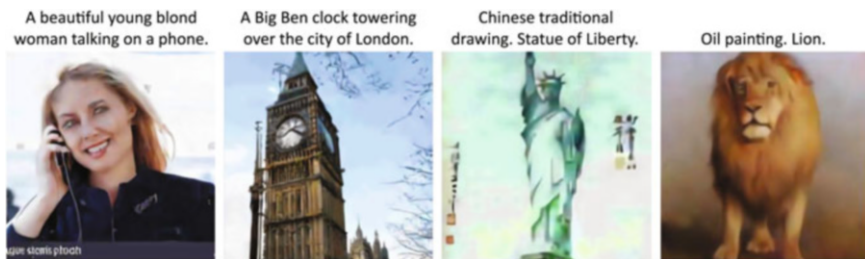 A beautiful young blond
woman talking on a phone.
A Big Ben clock towering
over the city of London.
Chinese traditional
drawing. Statue of Liberty.
Oil painting. Lion.